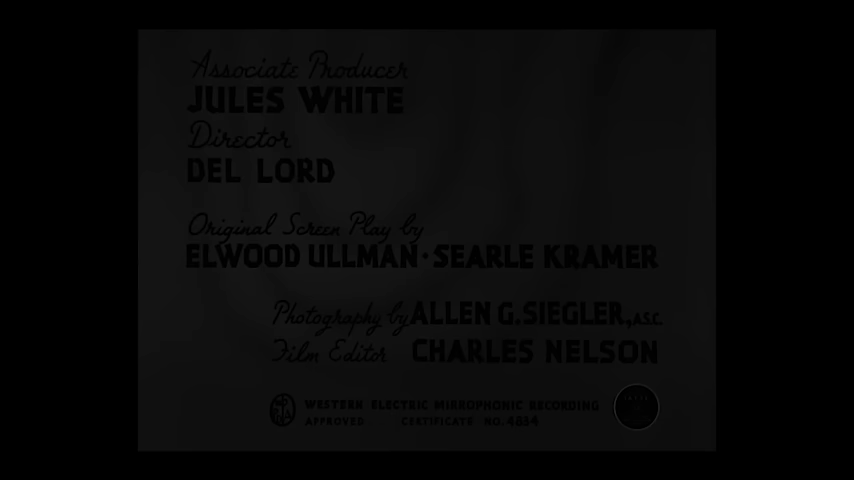 Associate Producer
JULES WHITE
Director
DEL LORD
Original Screen Play by
ELWOOD ULLMAN · SEARLE KRAMER
Photography by ALLEN G. SIEGLER, A.S.C.
Film Editor CHARLES NELSON
WESTERN ELECTRIC MIRROPHONIC RECORDING
APPROVED CERTIFICATE NO. 4854